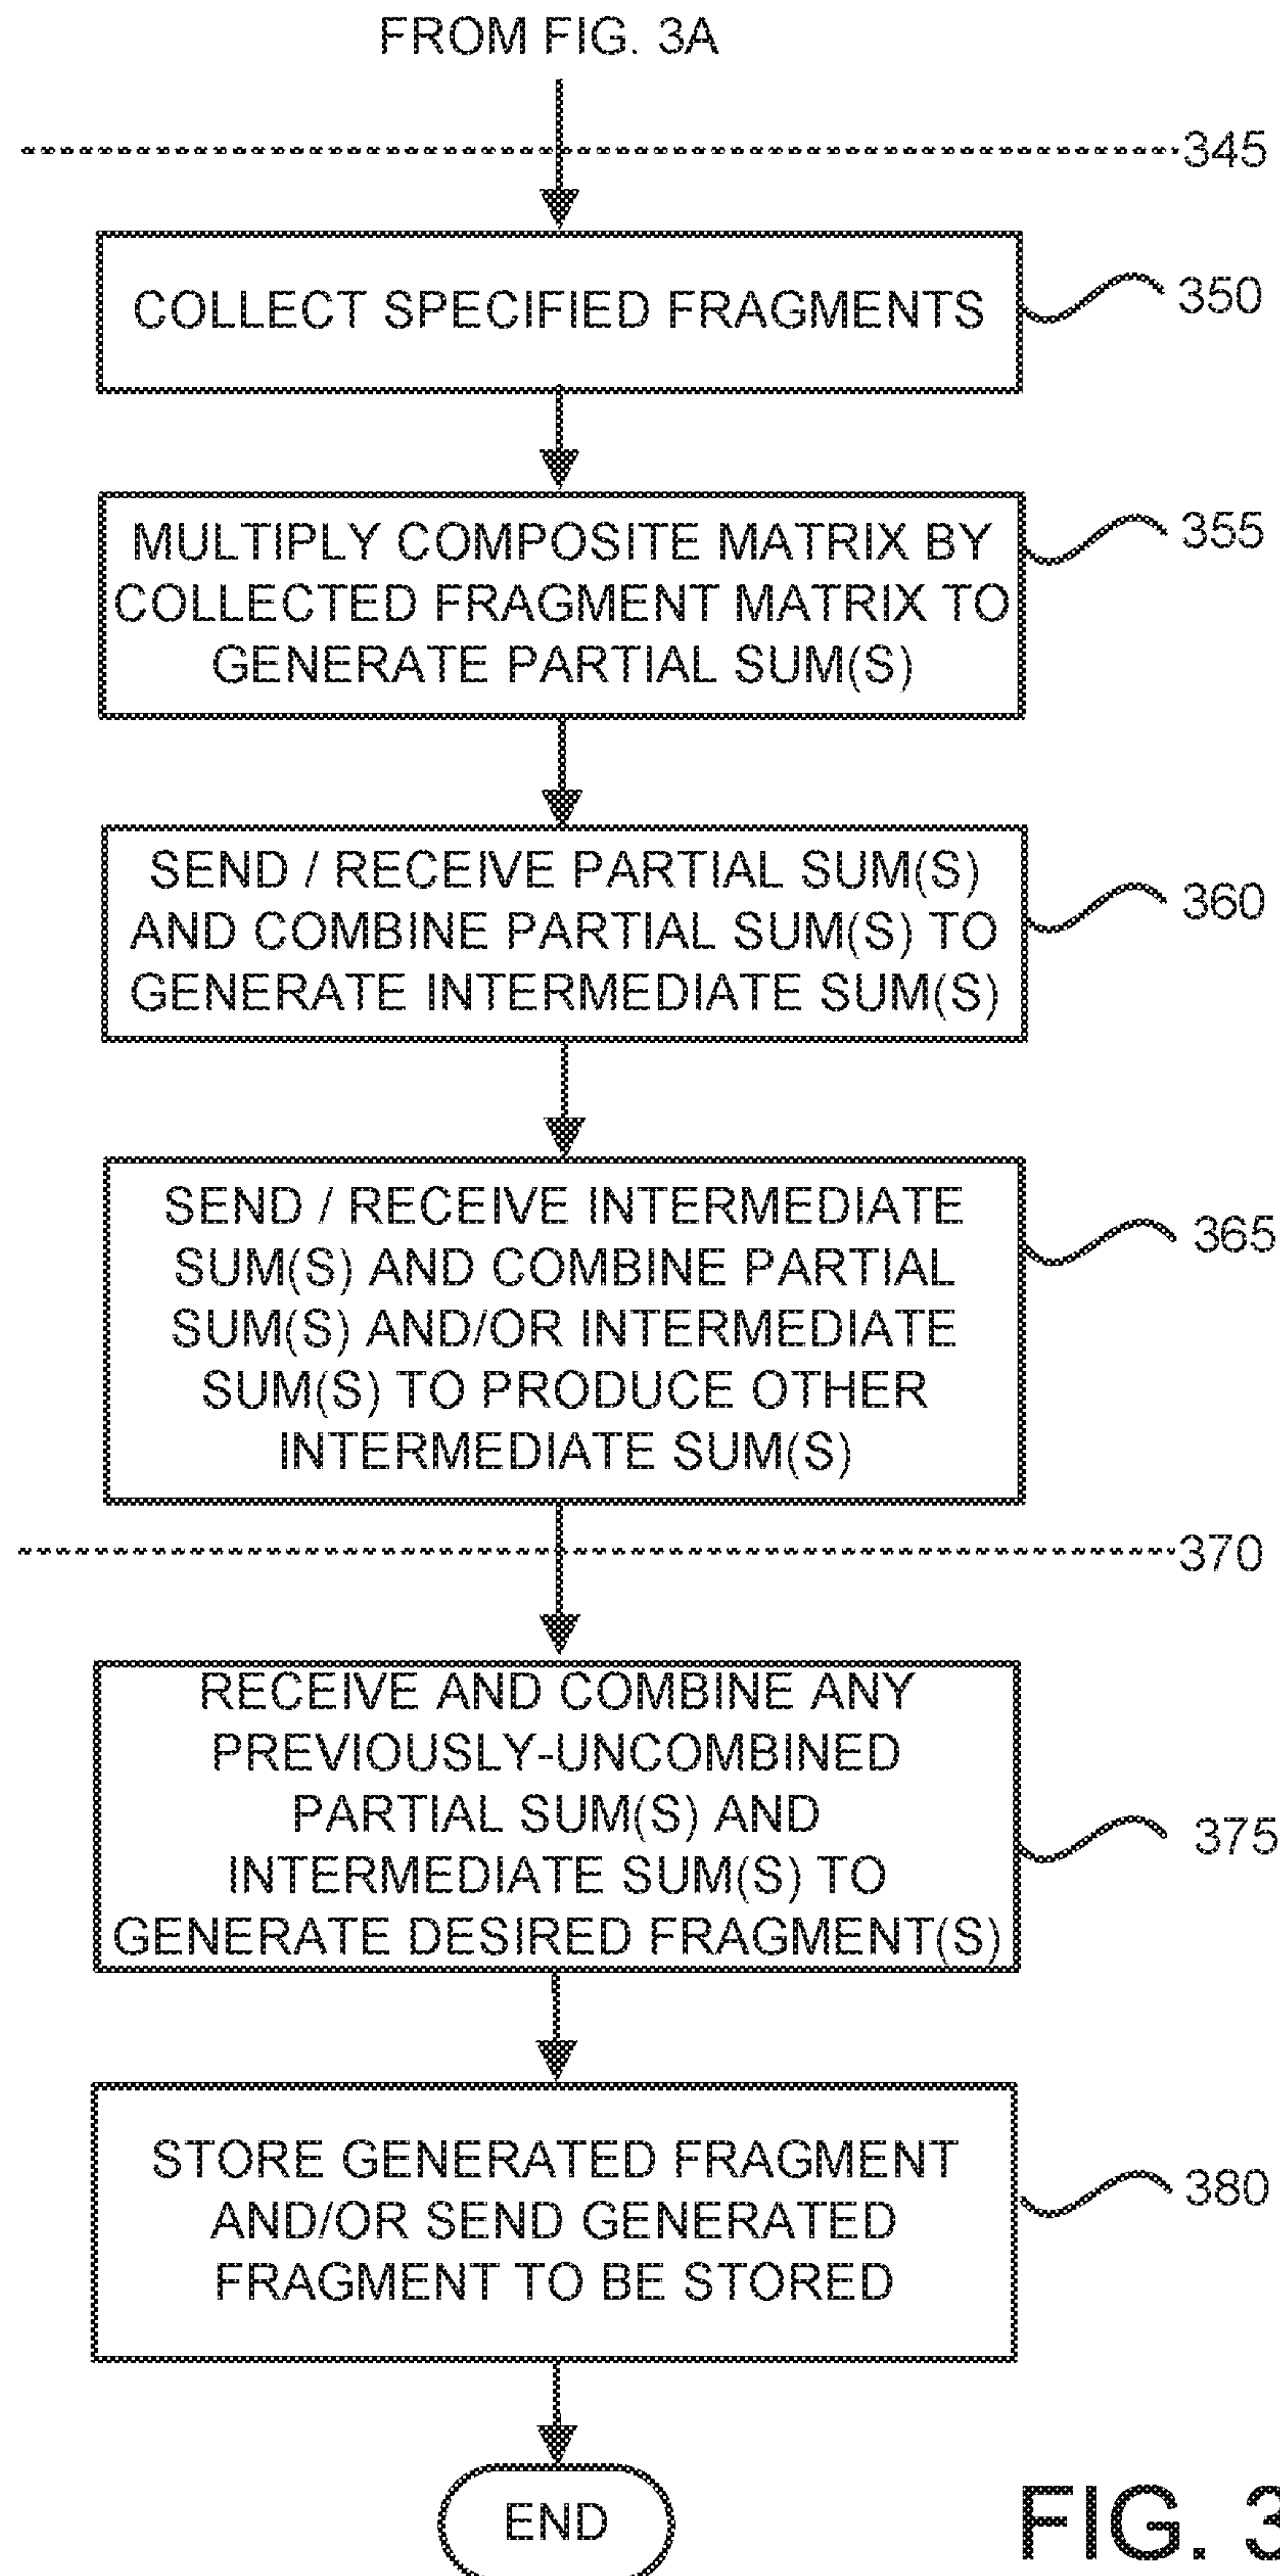 FROM FIG. 3A
345
COLLECT SPECIFIED FRAGMENTS
350
MULTIPLY COMPOSITE MATRIX BY
COLLECTED FRAGMENT MATRIX TO
GENERATE PARTIAL SUM(S)
355
SEND / RECEIVE PARTIAL SUM(S)
AND COMBINE PARTIAL SUM(S) TO
GENERATE INTERMEDIATE SUM(S)
360
SEND / RECEIVE INTERMEDIATE
SUM(S) AND COMBINE PARTIAL
SUM(S) AND/OR INTERMEDIATE
SUM(S) TO PRODUCE OTHER
INTERMEDIATE SUM(S)
365
370
RECEIVE AND COMBINE ANY
PREVIOUSLY-UNCOMBINED
PARTIAL SUM(S) AND
INTERMEDIATE SUM(S) TO
GENERATE DESIRED FRAGMENT(S)
375
STORE GENERATED FRAGMENT
AND/OR SEND GENERATED
FRAGMENT TO BE STORED
380
END
FIG. 3